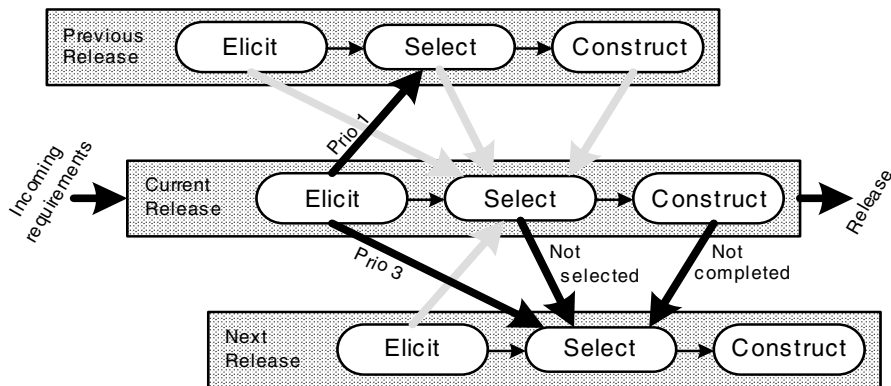 Previous
Release
Elicit
Select
Construct
Prio 1
Incoming
requirements
Current
Release
Elicit
Select
Construct
Release
Prio 3
Not
selected
Not
completed
Next
Release
Elicit
Select
Construct